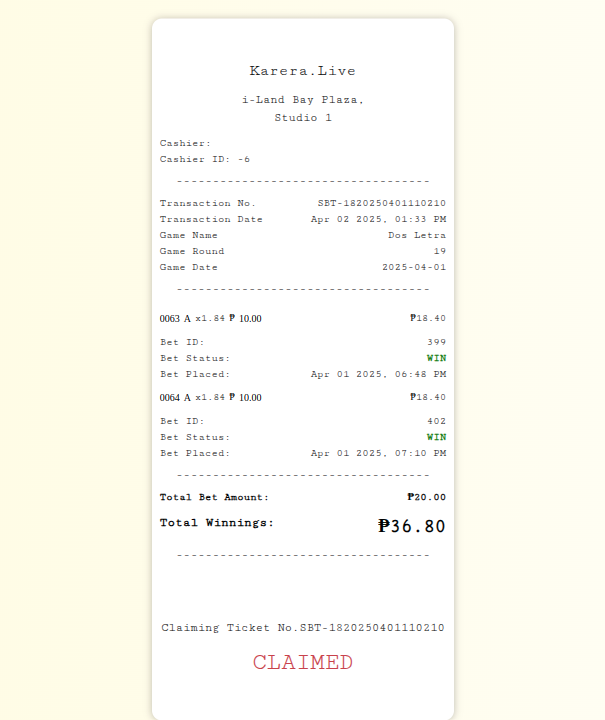 Karera.Live
i-Land Bay Plaza,
Studio 1
Cashier:
Cashier ID: -6
----------------------------------
Transaction No. SBT-1820250401110210
Transaction Date Apr 02 2025, 01:33 PM
Game Name Dos Letra
Game Round 19
Game Date 2025-04-01
----------------------------------
0063 A x1.84 ₱ 10.00 ₱18.40
Bet ID: 399
Bet Status: WIN
Bet Placed: Apr 01 2025, 06:48 PM
0064 A x1.84 ₱ 10.00 ₱18.40
Bet ID: 402
Bet Status: WIN
Bet Placed: Apr 01 2025, 07:10 PM
----------------------------------
Total Bet Amount: ₱20.00
Total Winnings: ₱36.80
----------------------------------
Claiming Ticket No.SBT-1820250401110210
CLAIMED